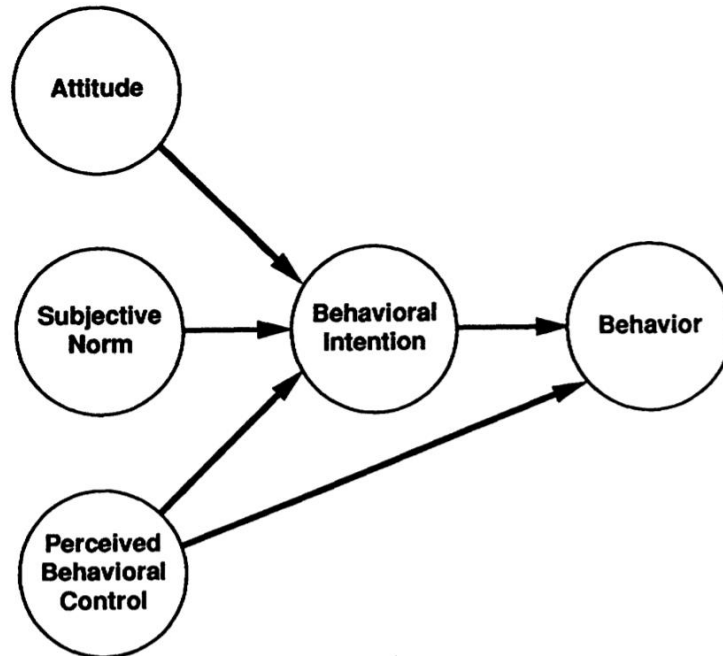 Attitude
Subjective
Norm
Behavioral
Intention
Behavior
Perceived
Behavioral
Control